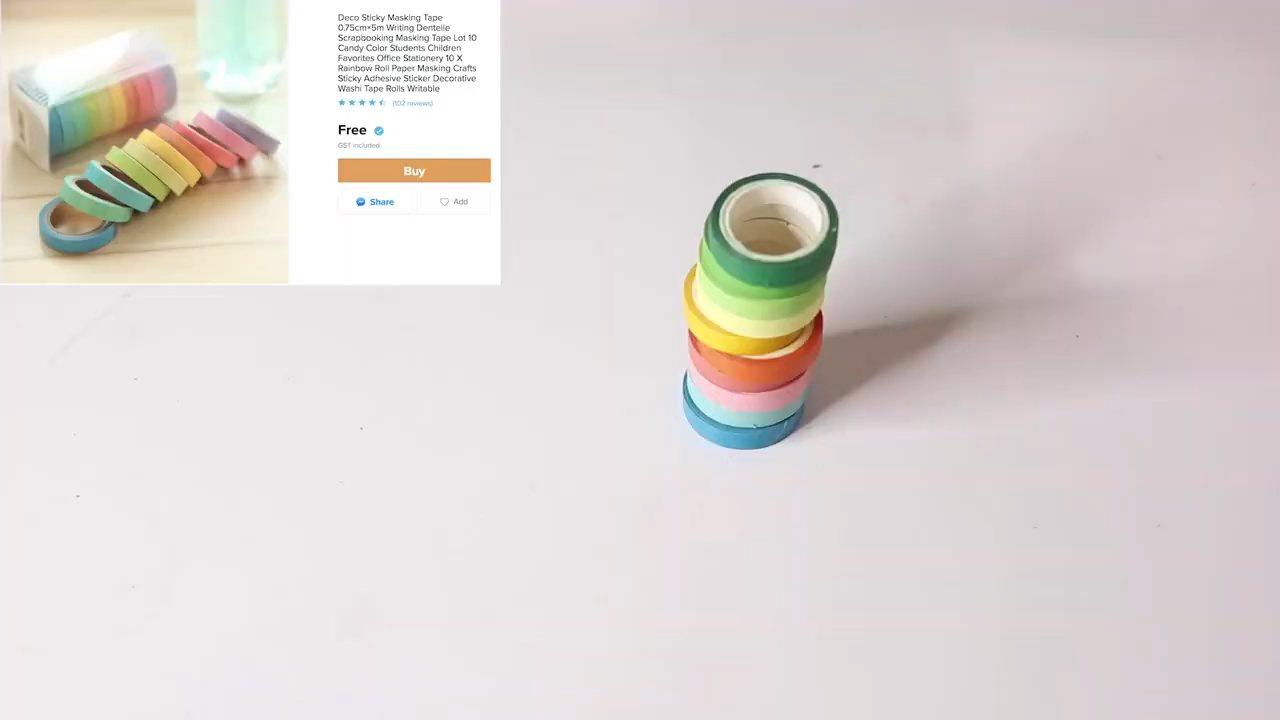 Deco Sticky Masking Tape
0.75cm×5m Writing Dentelle
Scrapbooking Masking Tape Lot 10
Candy Color Students Children
Favorites Office Stationery 10 X
Rainbow Roll Paper Masking Crafts
Sticky Adhesive Sticker Decorative
Washi Tape Rolls Writable
(102 reviews)
Free
GST included
Buy
Share
Add